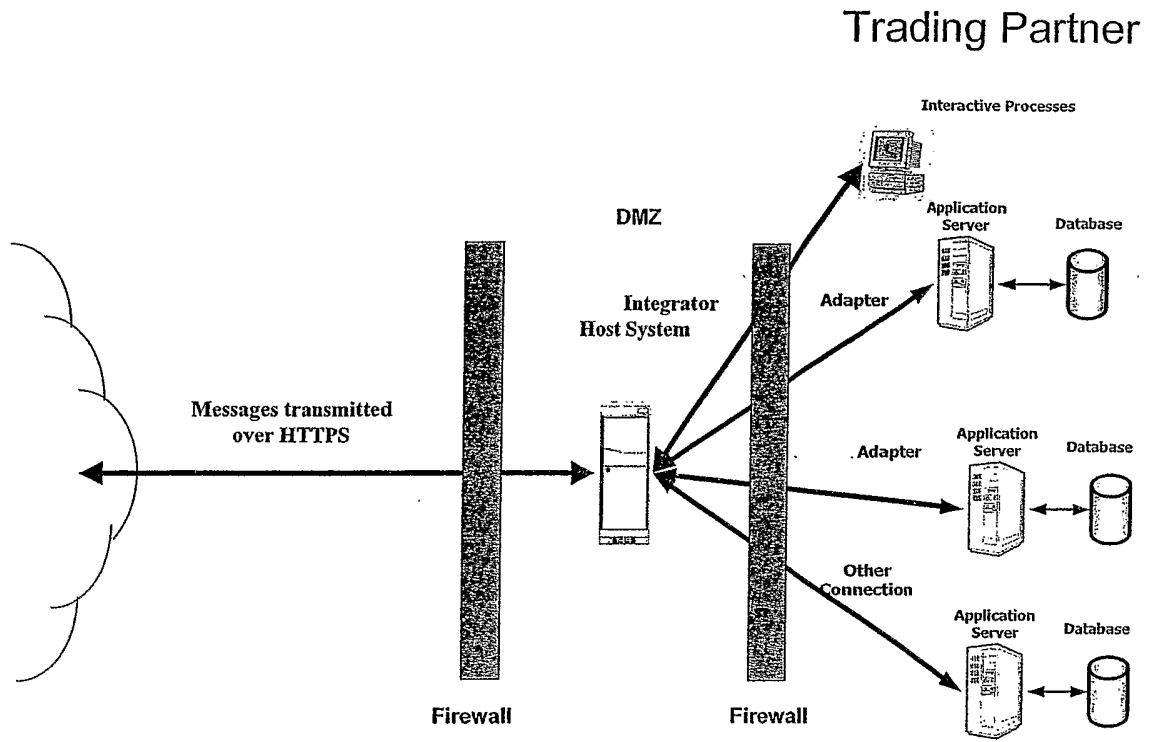 Trading Partner
Interactive Processes
DMZ
Application
Server
Database
Integrator
Host System
Adapter
Messages transmitted
over HTTPS
Adapter
Application
Server
Database
Other
Connection
Application
Server
Database
Firewall
Firewall